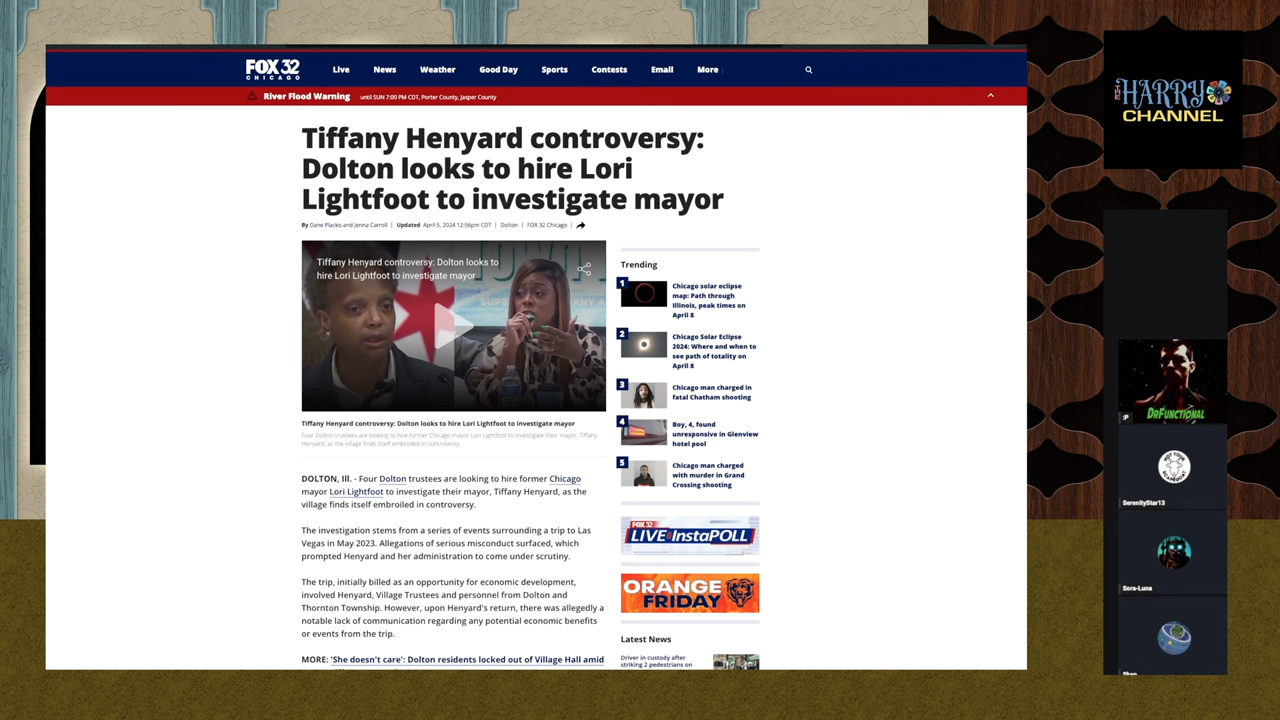 FOX 32
CHICAGO
Live
News
Weather
Good Day
Sports
Contests
Email
More
River Flood Warning
until SUN 7:00 PM CDT, Porter County, Jasper County
Tiffany Henyard controversy:
Dolton looks to hire Lori
Lightfoot to investigate mayor
By Dane Placko and Jenna Carroll | Updated April 5, 2024 12:56pm CDT | Dolton | FOX 32 Chicago |
Tiffany Henyard controversy: Dolton looks to
hire Lori Lightfoot to investigate mayor
Tiffany Henyard controversy: Dolton looks to hire Lori Lightfoot to investigate mayor
Four Dolton trustees are looking to hire former Chicago mayor Lori Lightfoot to investigate their mayor, Tiffany
Henyard, as the village finds itself embroiled in controversy.
DOLTON, Ill. - Four Dolton trustees are looking to hire former Chicago
mayor Lori Lightfoot to investigate their mayor, Tiffany Henyard, as the
village finds itself embroiled in controversy.
The investigation stems from a series of events surrounding a trip to Las
Vegas in May 2023. Allegations of serious misconduct surfaced, which
prompted Henyard and her administration to come under scrutiny.
The trip, initially billed as an opportunity for economic development,
involved Henyard, Village Trustees and personnel from Dolton and
Thornton Township. However, upon Henyard's return, there was allegedly a
notable lack of communication regarding any potential economic benefits
or events from the trip.
MORE: 'She doesn't care': Dolton residents locked out of Village Hall amid
Trending
1
Chicago solar eclipse
map: Path through
Illinois, peak times on
April 8
2
Chicago Solar Eclipse
2024: Where and when to
see path of totality on
April 8
3
Chicago man charged in
fatal Chatham shooting
4
Boy, 4, found
unresponsive in Glenview
hotel pool
5
Chicago man charged
with murder in Grand
Crossing shooting
FOX 32
LIVE InstaPOLL
ORANGE
FRIDAY
Latest News
Driver in custody after
striking 2 pedestrians on
THE
HARRY
CHANNEL
DRFUNCTIONAL
:P
SerenityStar13
Sara-Luna